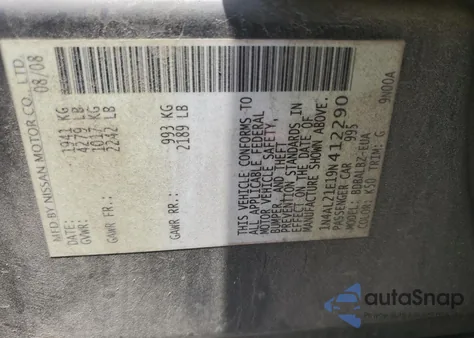 MFD BY NISSAN MOTOR CO., LTD.
DATE: 08/08
GVWR: 1941 KG
4279 LB
GAWR FR: 1017 KG
2242 LB
GAWR RR: 993 KG
2189 LB
THIS VEHICLE CONFORMS TO
ALL APPLICABLE FEDERAL
MOTOR VEHICLE SAFETY,
BUMPER, AND THEFT
PREVENTION STANDARDS IN
EFFECT ON THE DATE OF
MANUFACTURE SHOWN ABOVE.
1N4AL21E19N412290
PASSENGER CAR 995
MODEL: BDBALBZ-EUA
COLOR: K50 TRIM: G
9N00A
autoSnap